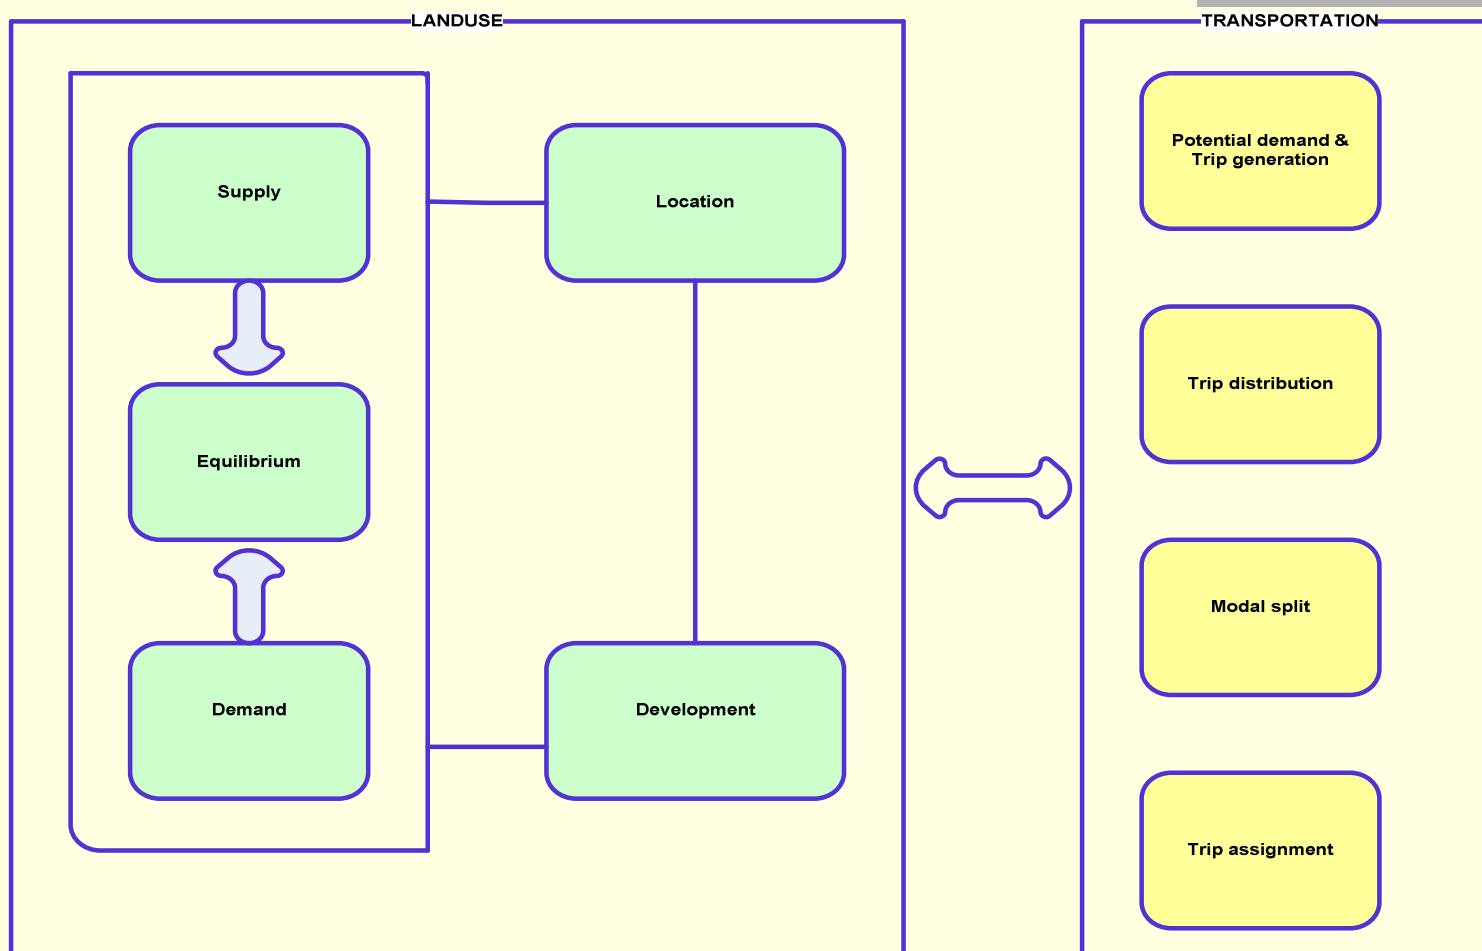 LANDUSE
TRANSPORTATION
Supply
Location
Equilibrium
Demand
Development
Potential demand &
Trip generation
Trip distribution
Modal split
Trip assignment